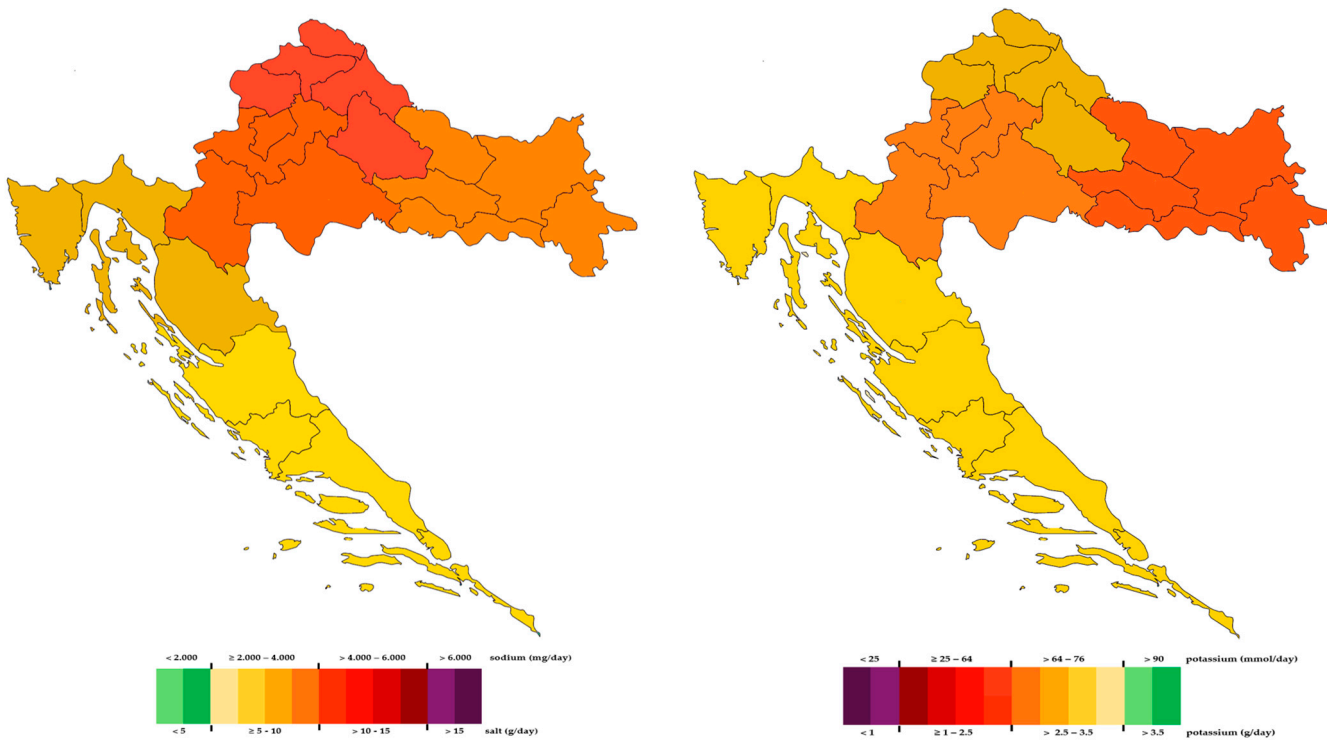 < 2.000 ≥ 2.000 – 4.000 > 4.000 – 6.000 > 6.000 sodium (mg/day)
< 5 ≥ 5 - 10 > 10 - 15 > 15 salt (g/day)
< 25 ≥ 25 – 64 > 64 – 76 > 90 potassium (mmol/day)
< 1 ≥ 1 – 2.5 > 2.5 – 3.5 > 3.5 potassium (g/day)